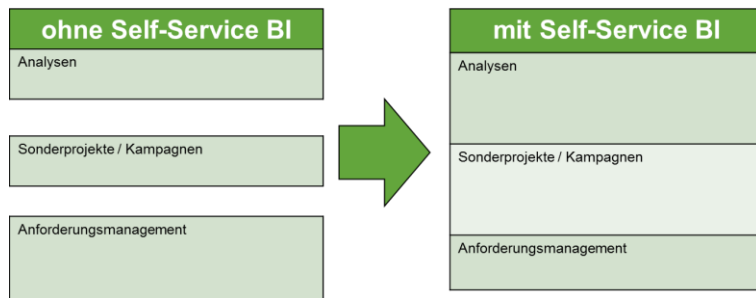 ohne Self-Service BI
Analysen
Sonderprojekte / Kampagnen
Anforderungsmanagement
mit Self-Service BI
Analysen
Sonderprojekte / Kampagnen
Anforderungsmanagement